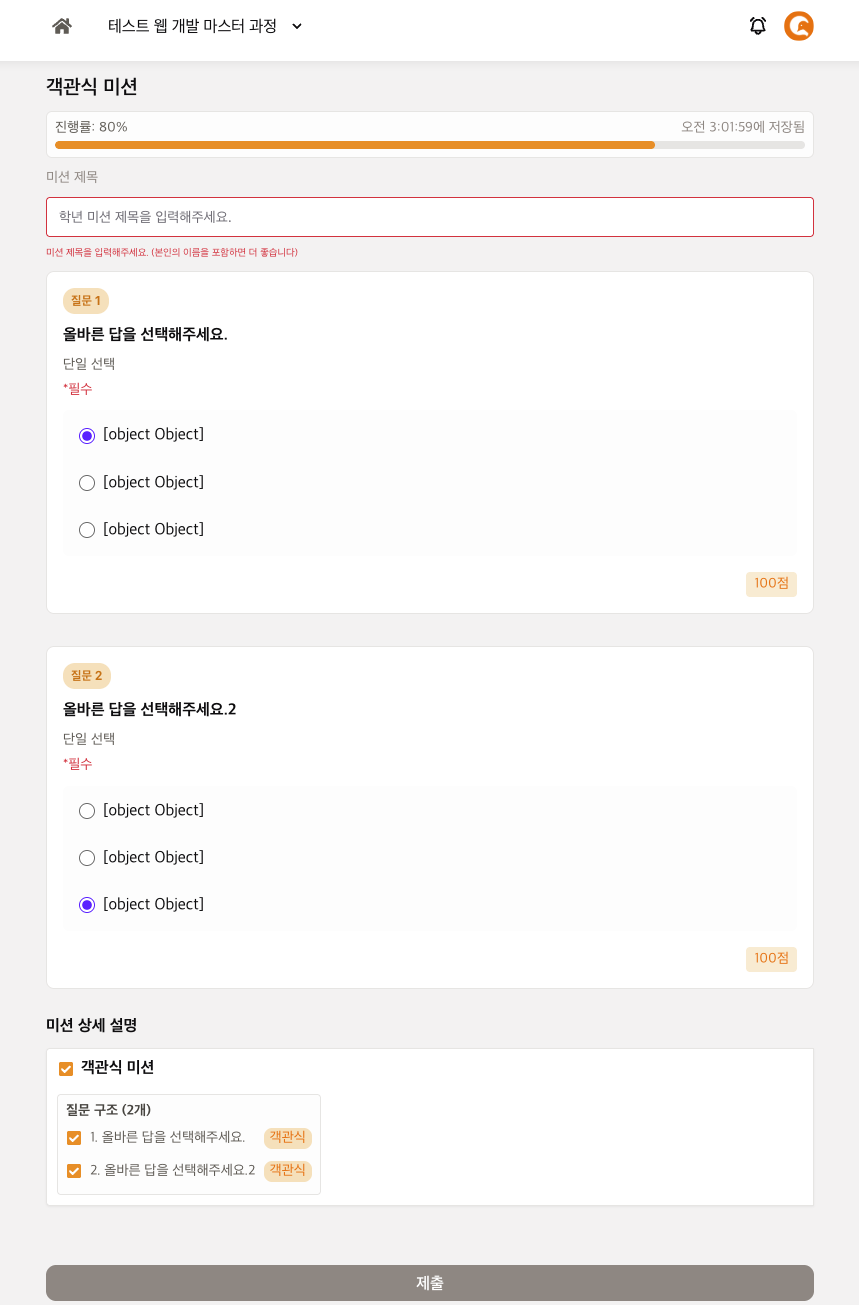 테스트 웹 개발 마스터 과정
객관식 미션
진행률: 80%
오전 3:01:59에 저장됨
미션 제목
학년 미션 제목을 입력해주세요.
미션 제목을 입력해주세요. (본인의 이름을 포함하면 더 좋습니다)
질문 1
올바른 답을 선택해주세요.
단일 선택
*필수
[object Object]
[object Object]
[object Object]
100점
질문 2
올바른 답을 선택해주세요.2
단일 선택
*필수
[object Object]
[object Object]
[object Object]
100점
미션 상세 설명
객관식 미션
질문 구조 (2개)
1. 올바른 답을 선택해주세요. 객관식
2. 올바른 답을 선택해주세요.2 객관식
제출